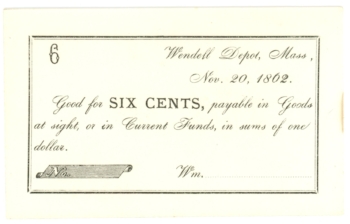 6
Wendell Depot, Mass,
Nov. 20, 1862.
Good for SIX CENTS, payable in Goods
at sight, or in Current Funds, in sums of one
dollar.
No.
Wm.